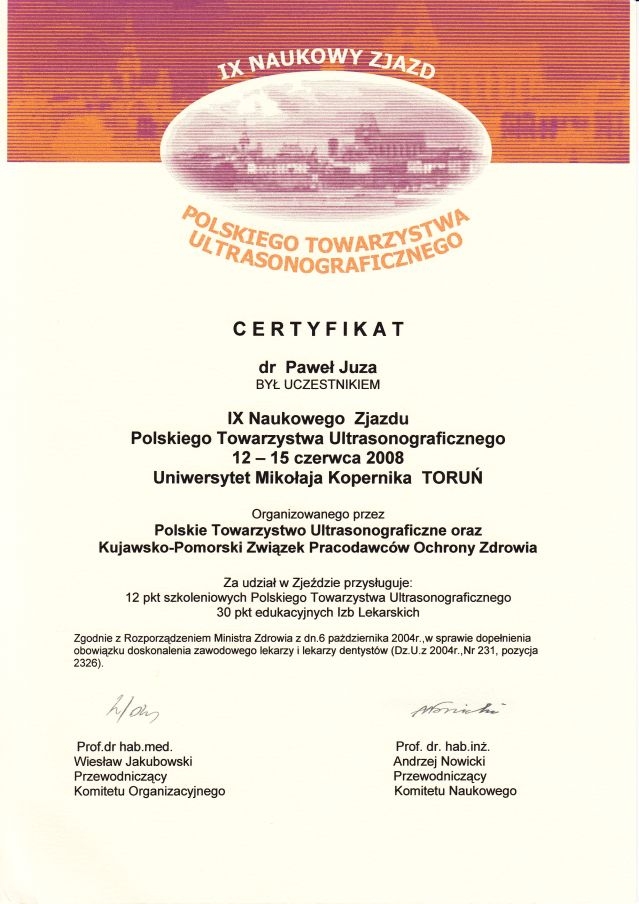 IX NAUKOWY ZJAZD
POLSKIEGO TOWARZYSTWA
ULTRASONOGRAFICZNEGO
CERTYFIKAT
dr Paweł Juza
BYŁ UCZESTNIKIEM
IX Naukowego Zjazdu
Polskiego Towarzystwa Ultrasonograficznego
12 – 15 czerwca 2008
Uniwersytet Mikołaja Kopernika TORUŃ
Organizowanego przez
Polskie Towarzystwo Ultrasonograficzne oraz
Kujawsko-Pomorski Związek Pracodawców Ochrony Zdrowia
Za udział w Zjeździe przysługuje:
12 pkt szkoleniowych Polskiego Towarzystwa Ultrasonograficznego
30 pkt edukacyjnych Izb Lekarskich
Zgodnie z Rozporządzeniem Ministra Zdrowia z dn.6 października 2004r.,w sprawie dopełnienia
obowiązku doskonalenia zawodowego lekarzy i lekarzy dentystów (Dz.U.z 2004r.,Nr 231, pozycja
2326).
Prof.dr hab.med.
Wiesław Jakubowski
Przewodniczący
Komitetu Organizacyjnego
Prof. dr. hab.inż.
Andrzej Nowicki
Przewodniczący
Komitetu Naukowego